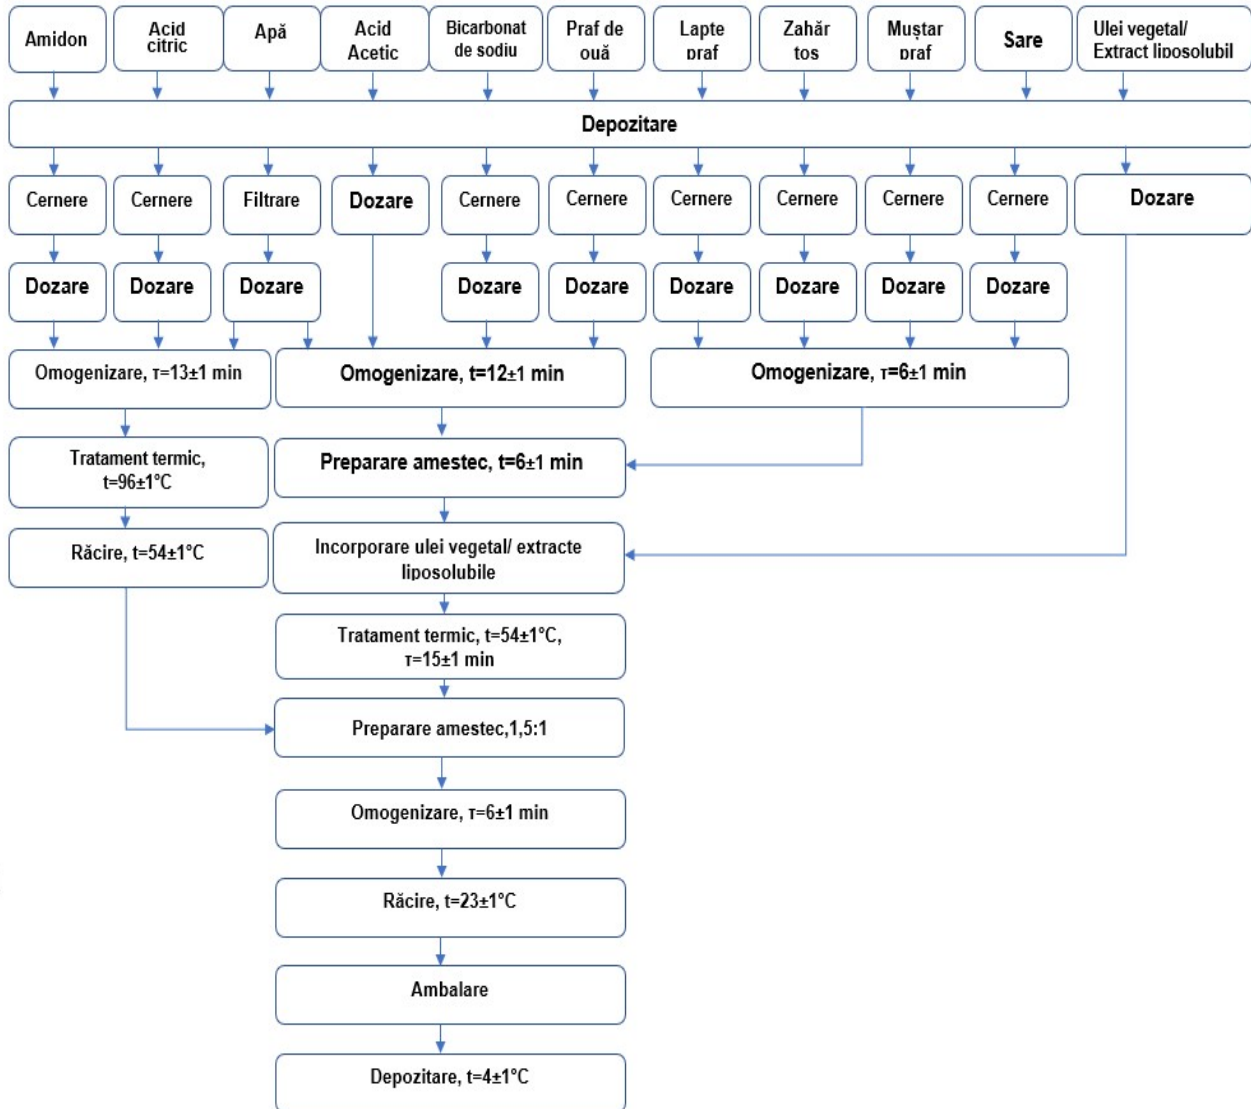 Amidon
Acid
citric
Apă
Acid
Acetic
Bicarbonat
de sodiu
Praf de
ouă
Lapte
praf
Zahăr
tos
Muștar
praf
Sare
Ulei vegetal/
Extract liposolubil
Depozitare
Cernere
Cernere
Filtrare
Dozare
Cernere
Cernere
Cernere
Cernere
Cernere
Cernere
Dozare
Dozare
Dozare
Dozare
Dozare
Dozare
Dozare
Dozare
Dozare
Dozare
Omogenizare, τ=13±1 min
Omogenizare, t=12±1 min
Omogenizare, τ=6±1 min
Tratament termic,
t=96±1°C
Preparare amestec, t=6±1 min
Răcire, t=54±1°C
Incorporare ulei vegetal/ extracte
liposolubile
Tratament termic, t=54±1°C,
τ=15±1 min
Preparare amestec,1,5:1
Omogenizare, τ=6±1 min
Răcire, t=23±1°C
Ambalare
Depozitare, t=4±1°C